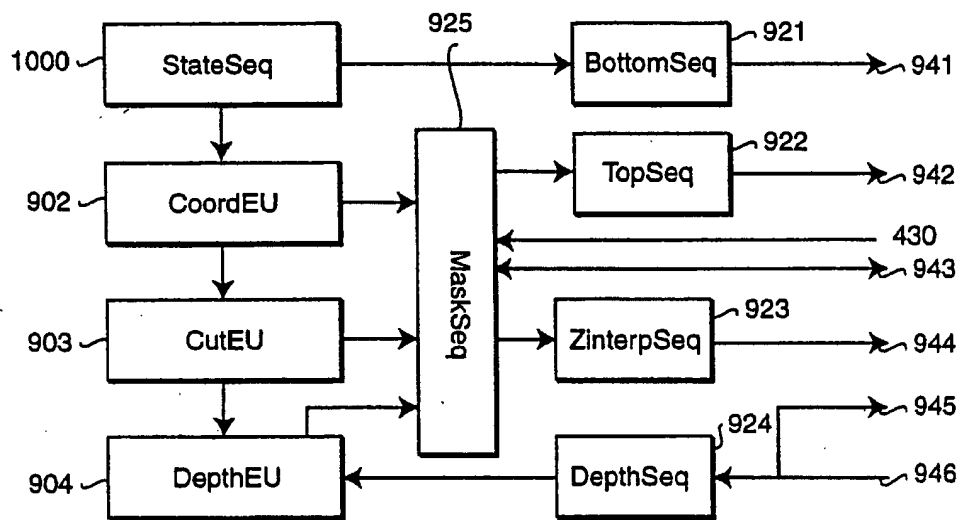 925
1000
StateSeq
BottomSeq
921
941
902
CoordEU
MaskSeq
TopSeq
922
942
430
943
903
CutEU
ZinterpSeq
923
944
945
904
DepthEU
DepthSeq
924
946